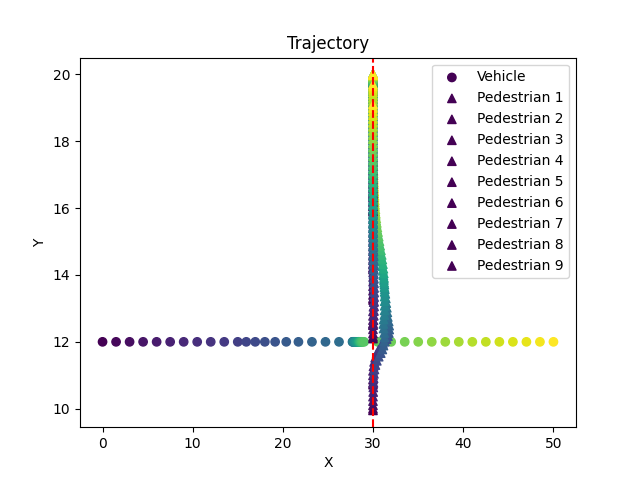 Trajectory
Vehicle
Pedestrian 1
Pedestrian 2
Pedestrian 3
Pedestrian 4
Pedestrian 5
Pedestrian 6
Pedestrian 7
Pedestrian 8
Pedestrian 9
20
18
16
14
12
10
Y
0 10 20 30 40 50
X